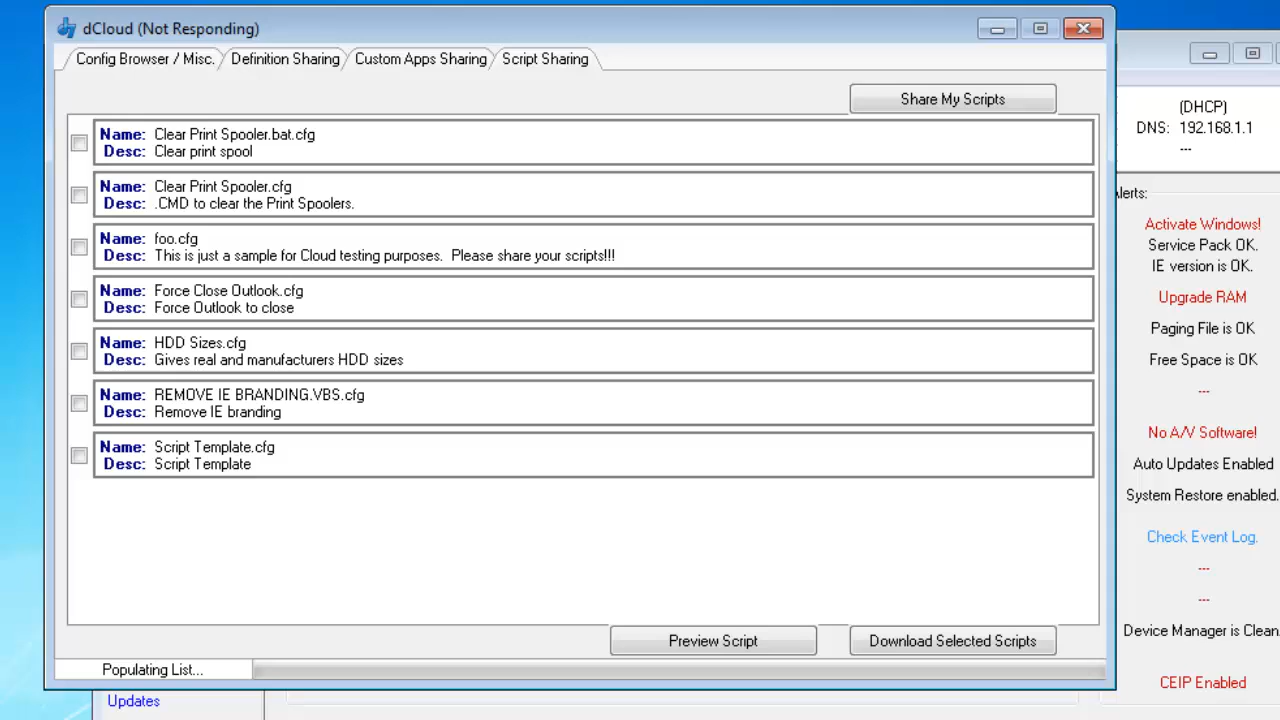 dCloud (Not Responding)
Config Browser / Misc.
Definition Sharing
Custom Apps Sharing
Script Sharing
Share My Scripts
Name: Clear Print Spooler.bat.cfg
Desc: Clear print spool
Name: Clear Print Spooler.cfg
Desc: .CMD to clear the Print Spoolers.
Name: foo.cfg
Desc: This is just a sample for Cloud testing purposes. Please share your scripts!!!
Name: Force Close Outlook.cfg
Desc: Force Outlook to close
Name: HDD Sizes.cfg
Desc: Gives real and manufacturers HDD sizes
Name: REMOVE IE BRANDING.VBS.cfg
Desc: Remove IE branding
Name: Script Template.cfg
Desc: Script Template
Preview Script
Download Selected Scripts
Populating List...
Updates
(DHCP)
DNS: 192.168.1.1
---
lerts:
Activate Windows!
Service Pack OK.
IE version is OK.
Upgrade RAM
Paging File is OK
Free Space is OK
---
No A/V Software!
Auto Updates Enabled
System Restore enabled.
Check Event Log.
---
---
Device Manager is Clean
CEIP Enabled